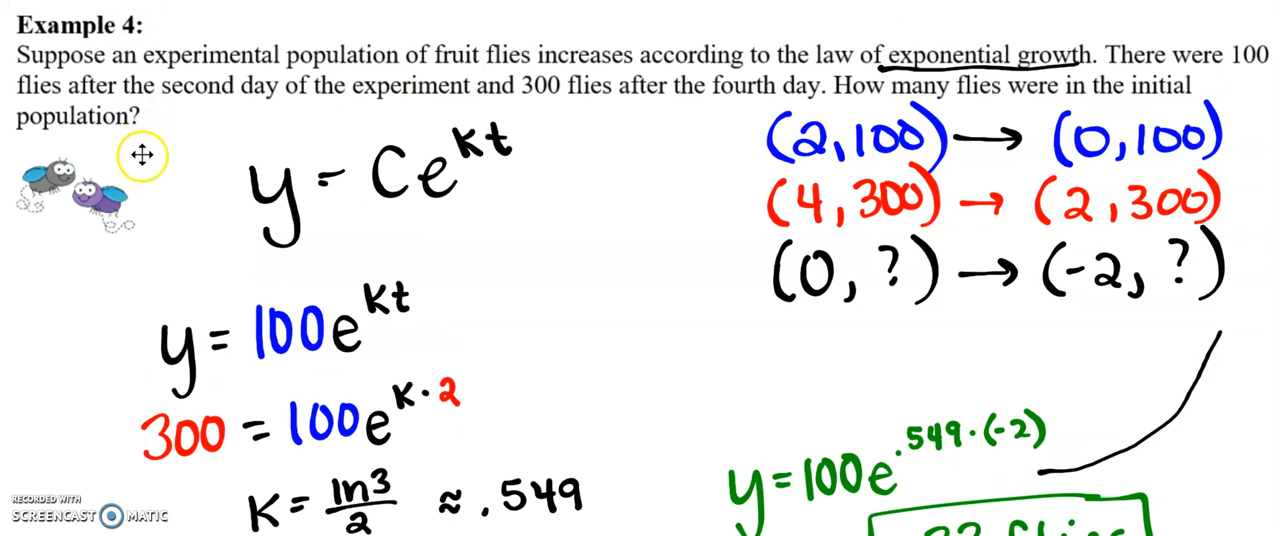 Example 4:
Suppose an experimental population of fruit flies increases according to the law of exponential growth. There were 100
flies after the second day of the experiment and 300 flies after the fourth day. How many flies were in the initial
population?
y = Ce^{kt}
(2,100) → (0,100)
(4,300) → (2,300)
(0,?) → (-2,?)
y = 100e^{kt}
300 = 100e^{k·2}
k = \frac{ln3}{2} ≈ .549
y = 100e^{.549·(-2)}
RECORDED WITH
SCREENCAST MATIC